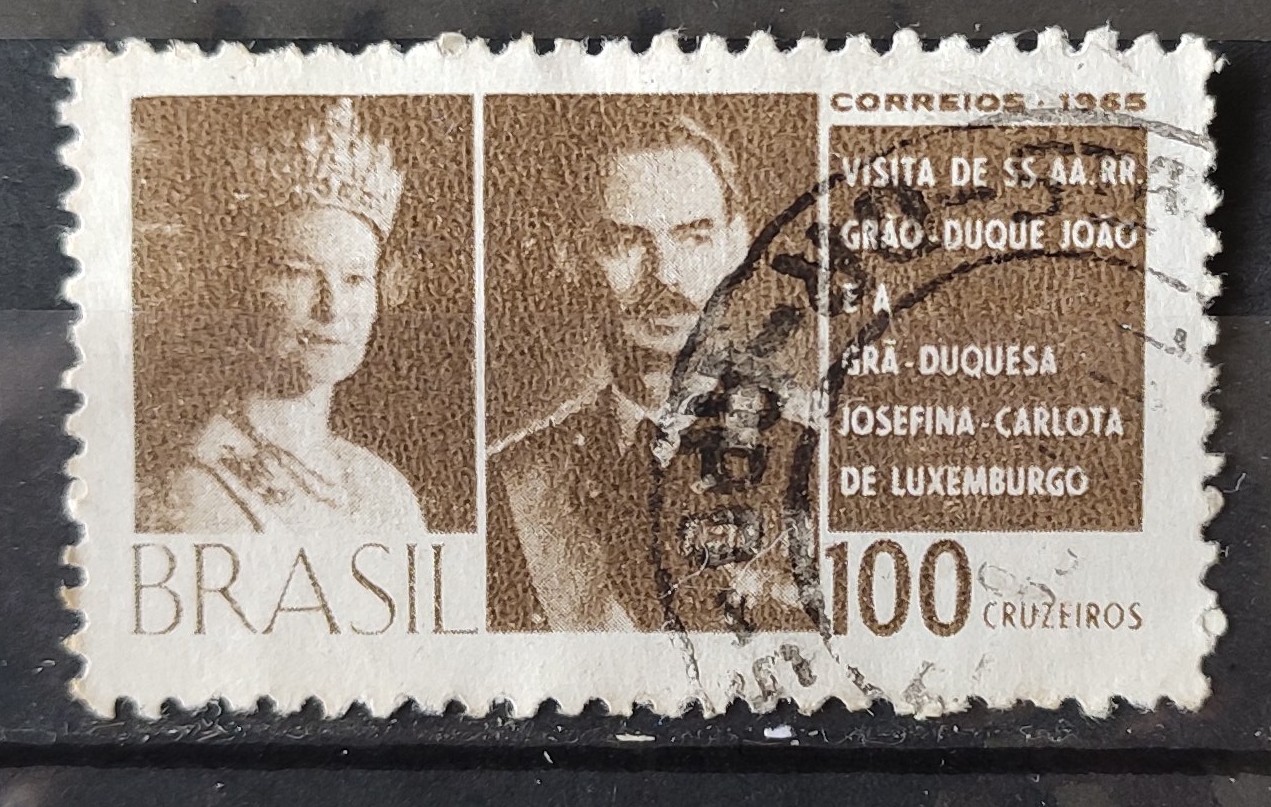 CORREIOS · 1965
VISITA DE SS AA. RR.
GRÃO-DUQUE JOÃO
E A
GRÃ-DUQUESA
JOSEFINA-CARLOTA
DE LUXEMBURGO
BRASIL
100 CRUZEIROS